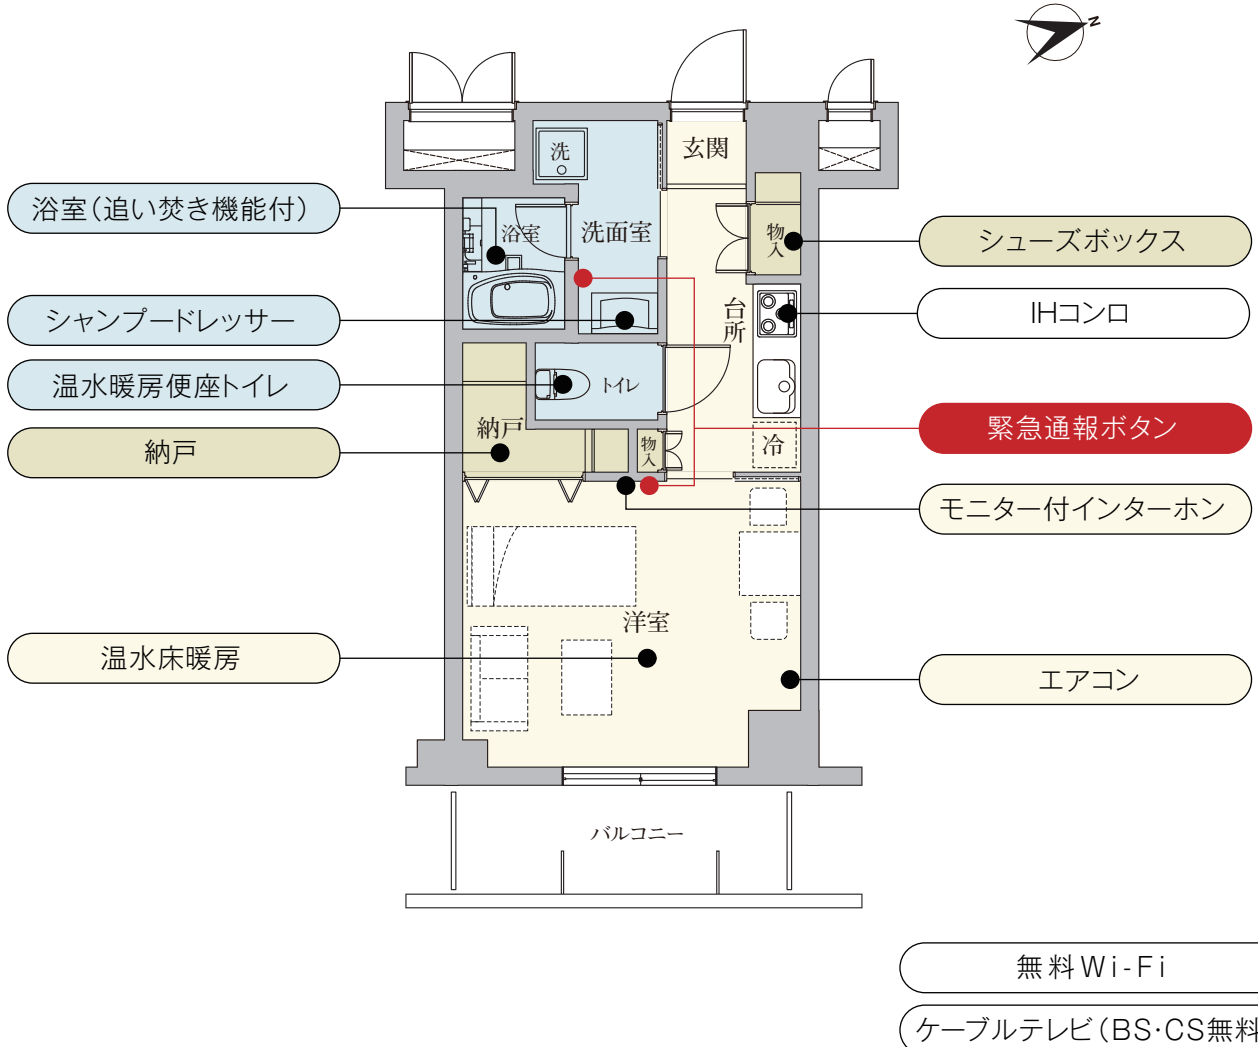 N
玄関
洗
浴室(追い焚き機能付)
浴室
洗面室
物入
シューズボックス
シャンプードレッサー
台所
IHコンロ
温水暖房便座トイレ
トイレ
納戸
納戸
物入
冷
緊急通報ボタン
モニター付インターホン
洋室
温水床暖房
エアコン
バルコニー
無料Wi-Fi
ケーブルテレビ(BS・CS無料